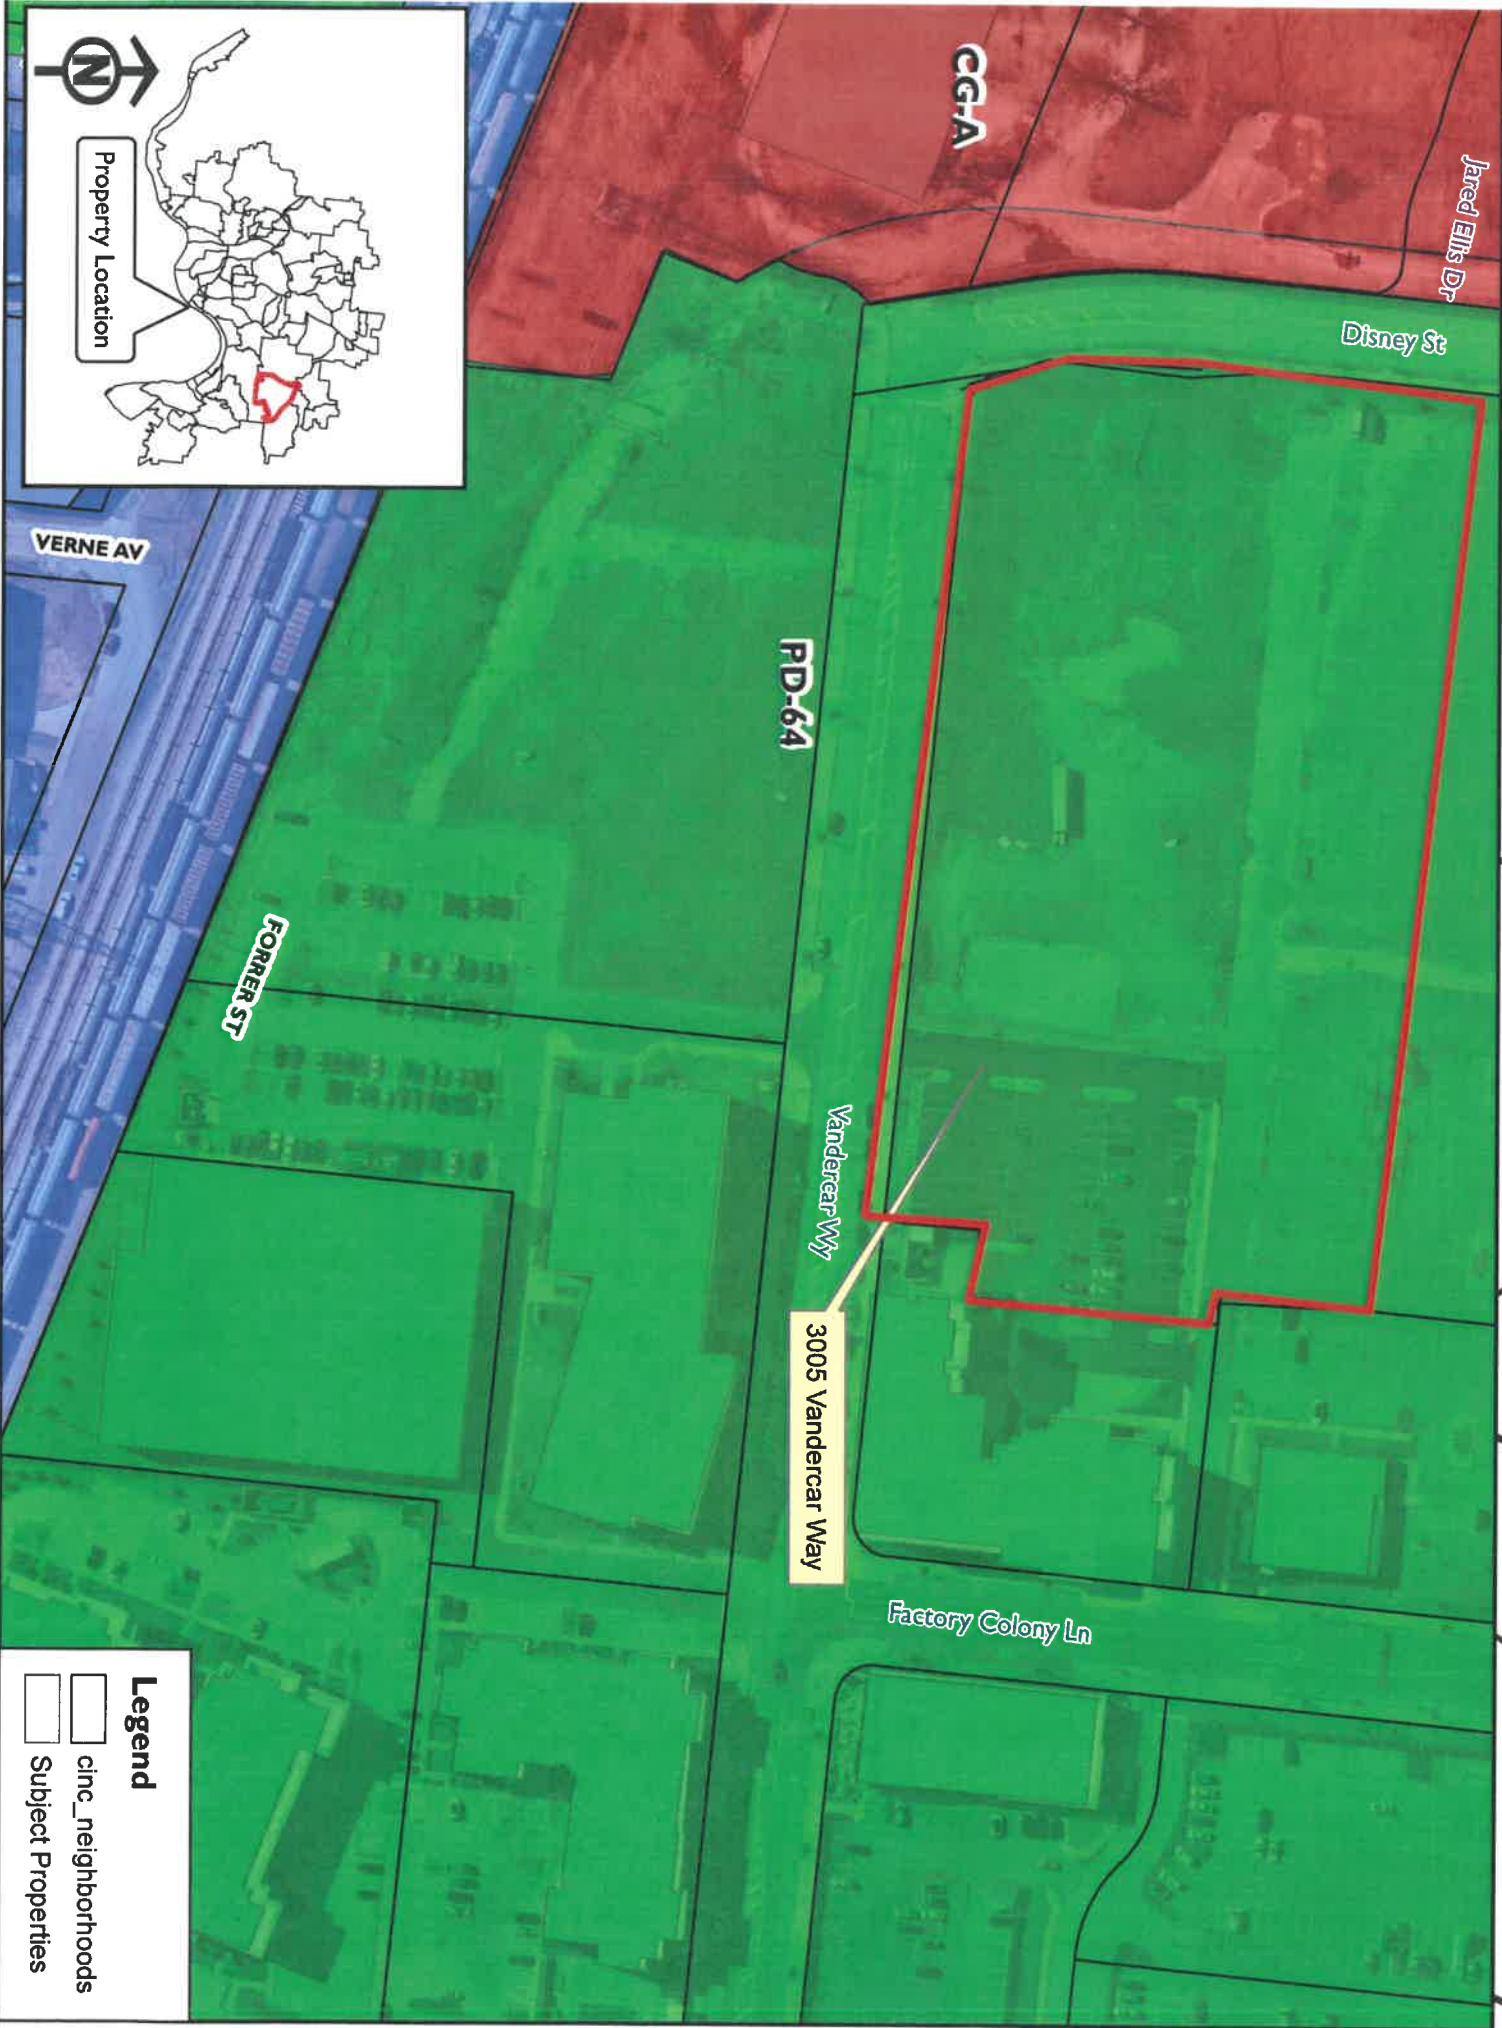 Jared Ellis Dr
Disney St
CG-A
PD-64
Vandercar Wy
3005 Vandercar Way
Factory Colony Ln
FORRER ST
VERNE AV
N
Property Location
Legend
cinc_neighborhoods
Subject Properties